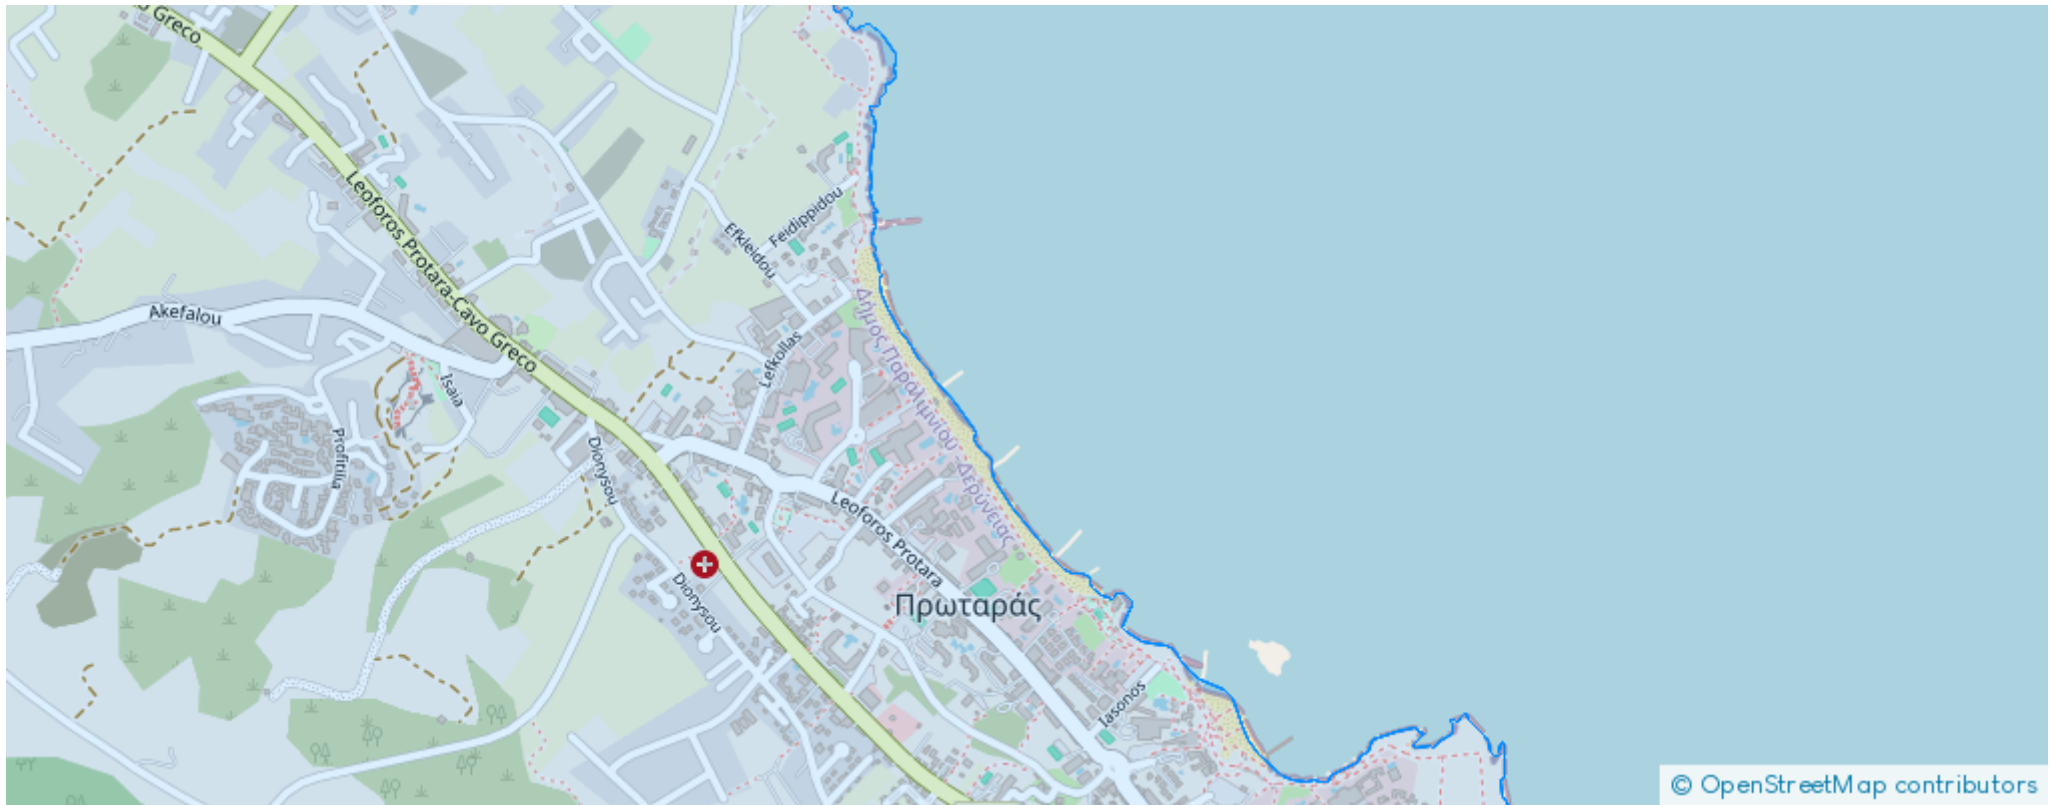 o Greco
Leoforos Protara-Cavo Greco
Feidippidou
Efkleidou
Akefalou
Isaia
Lefkollas
Δήμος Παραλιμνίου -Δερύνειας
Profitilia
Dionysou
Leoforos Protara
Dionysou
Πρωταράς
Iasonos
© OpenStreetMap contributors